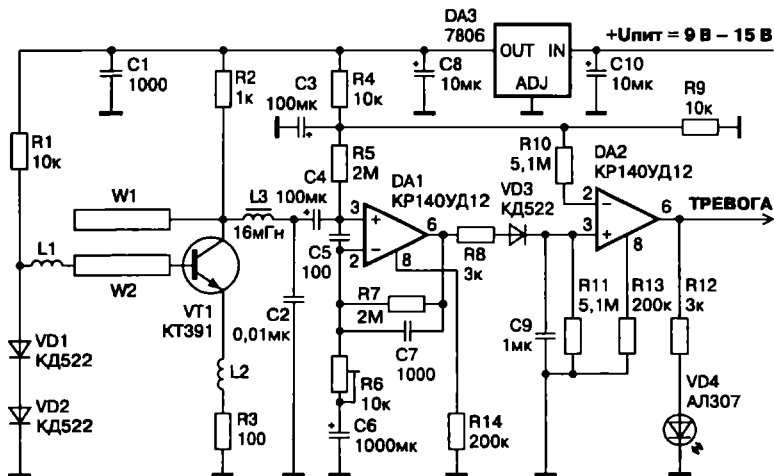 DA3
7806
+Uпит = 9 В – 15 В
OUT IN
ADJ
C1
1000
R2
1к
C3
100мк
R4
10к
C8
10мк
C10
10мк
R9
10к
R1
10к
R5
2М
R10
5,1М
DA2
КР140УД12
W1
L3
16мГн
C4
100мк
DA1
КР140УД12
VD3
КД522
2
–
6
ТРЕВОГА
3
+
–
2
6
3
+
8
8
L1
W2
C5
100
R8
3к
VT1
КТ391
C2
0,01мк
R7
2М
C7
1000
C9
1мк
R11
5,1М
R13
200к
R12
3к
VD1
КД522
L2
R6
10к
VD4
АЛ307
VD2
КД522
R3
100
C6
1000мк
R14
200к